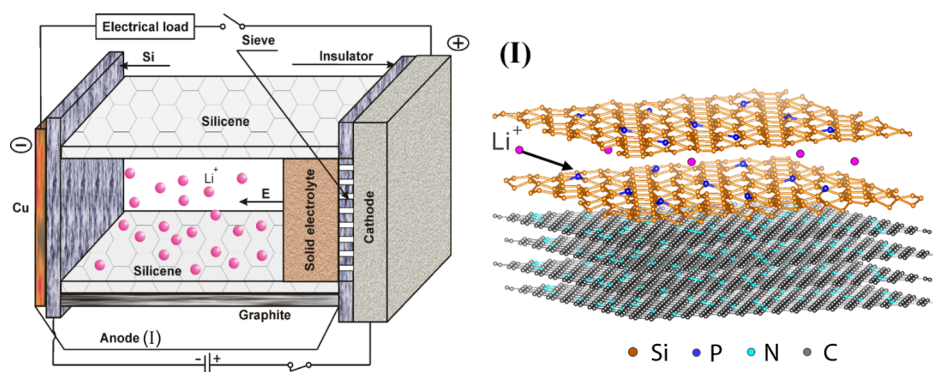 Electrical load
Sieve
Si
Insulator
+
Silicene
−
Li+
E
Cu
Solid electrolyte
Cathode
Silicene
Graphite
Anode (I)
- +
(I)
Li+
Si P N C